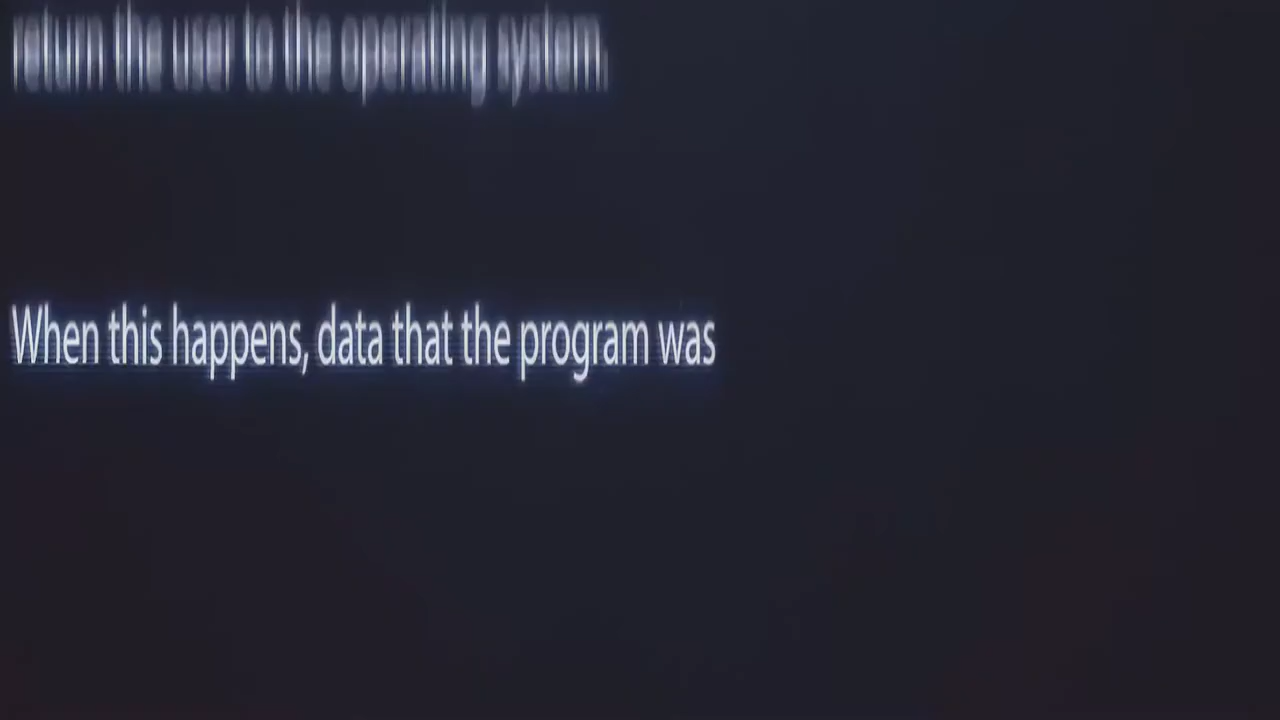 return the user to the operating system.
When this happens, data that the program was